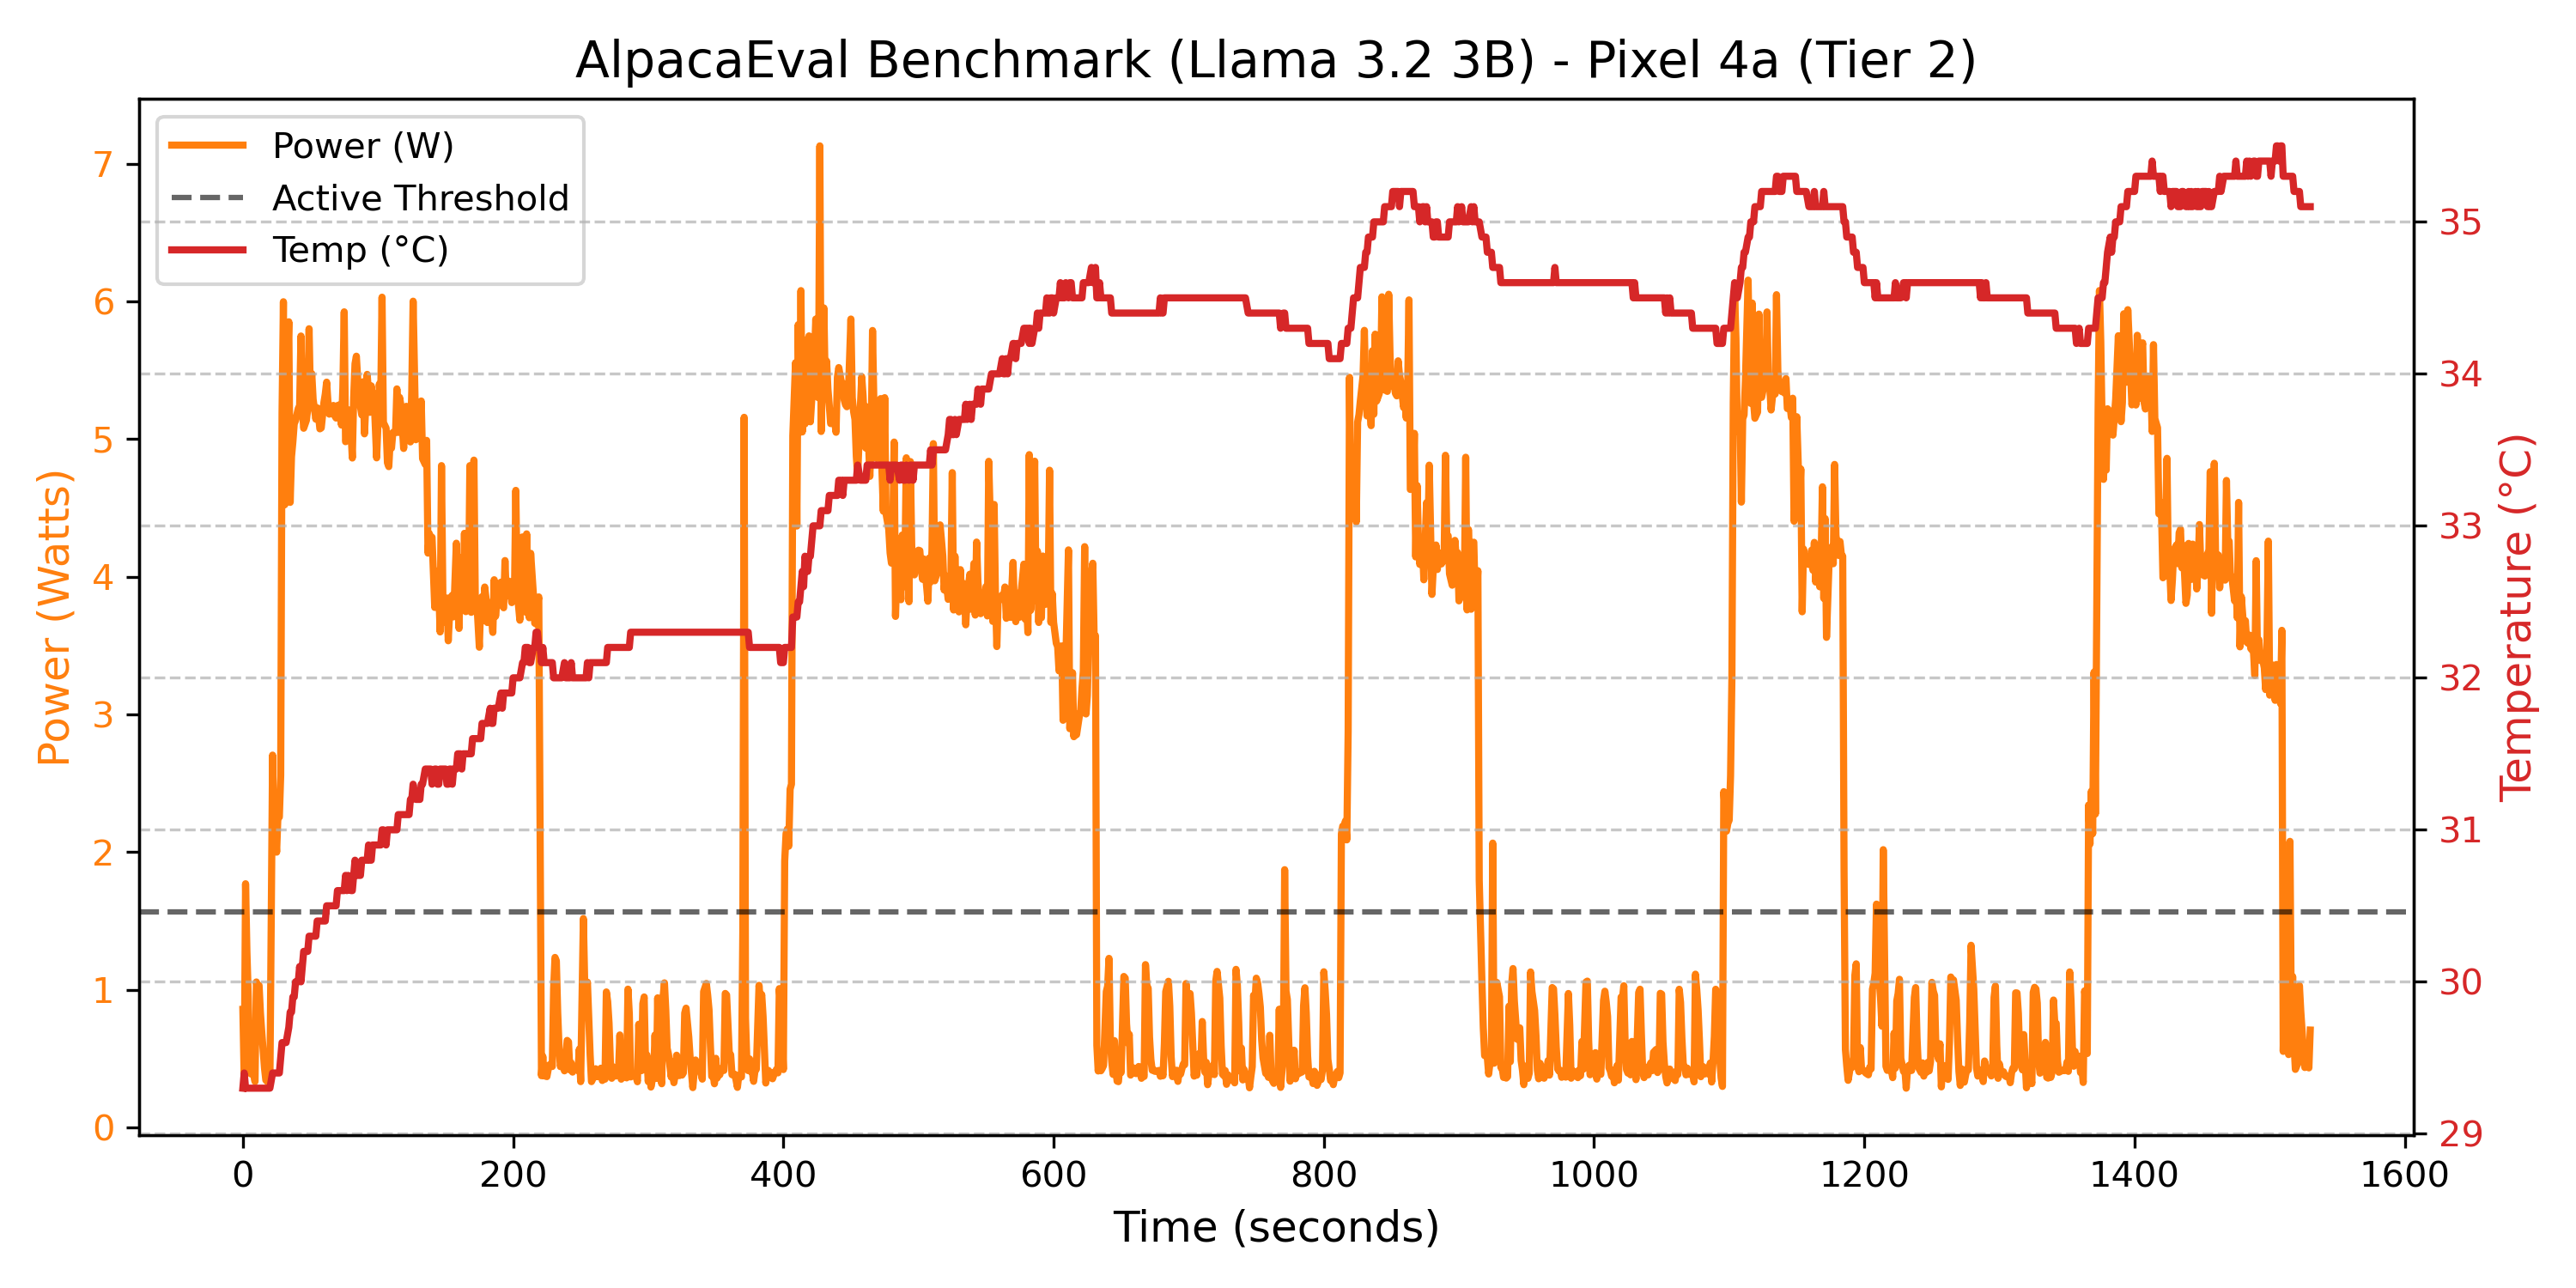 AlpacaEval Benchmark (Llama 3.2 3B) - Pixel 4a (Tier 2)
Power (W)
Active Threshold
Temp (°C)
Power (Watts)
7
6
5
4
3
2
1
0
35
34
33
32
31
30
29
Temperature (°C)
0 200 400 600 800 1000 1200 1400 1600
Time (seconds)